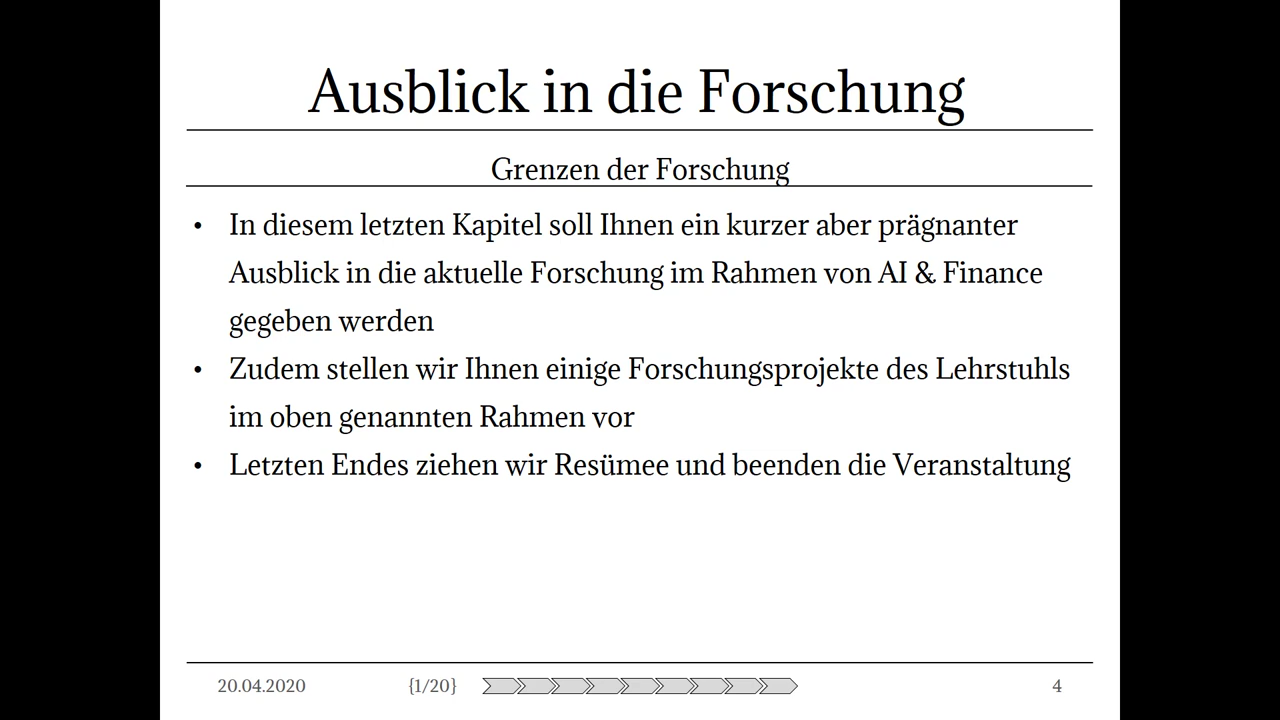 Ausblick in die Forschung
Grenzen der Forschung
• In diesem letzten Kapitel soll Ihnen ein kurzer aber prägnanter
Ausblick in die aktuelle Forschung im Rahmen von AI & Finance
gegeben werden
• Zudem stellen wir Ihnen einige Forschungsprojekte des Lehrstuhls
im oben genannten Rahmen vor
• Letzten Endes ziehen wir Resümee und beenden die Veranstaltung
20.04.2020 {1/20} 4